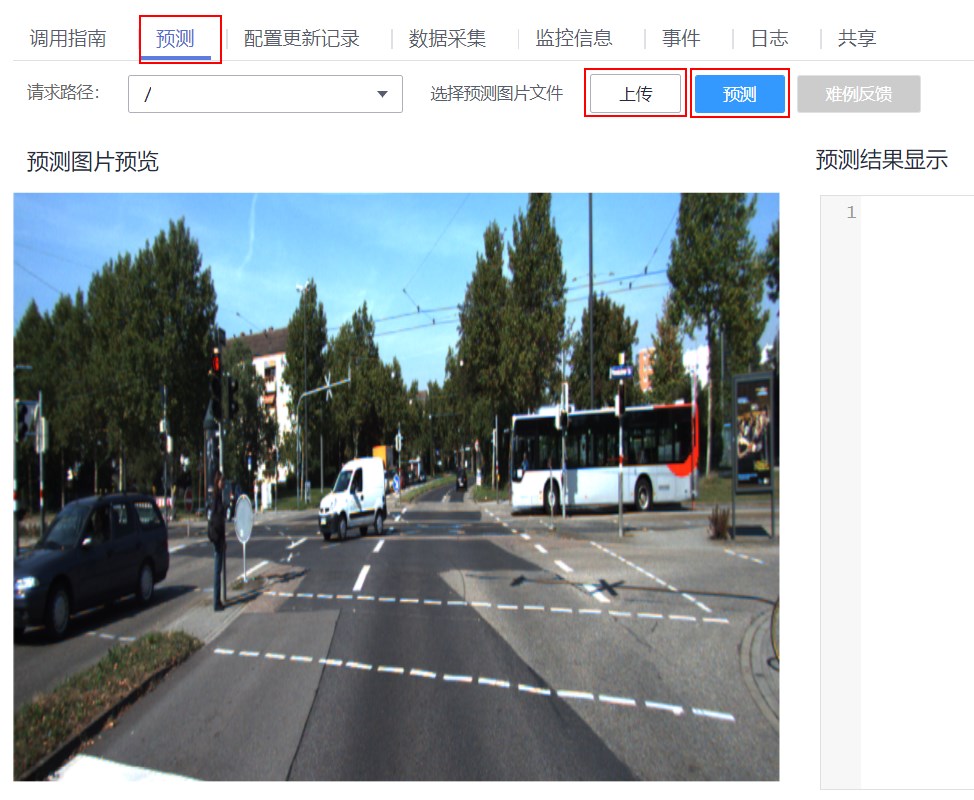 调用指南 预测 配置更新记录 数据采集 监控信息 事件 日志 共享
请求路径： / 选择预测图片文件 上传 预测 难例反馈
预测图片预览 预测结果显示
1